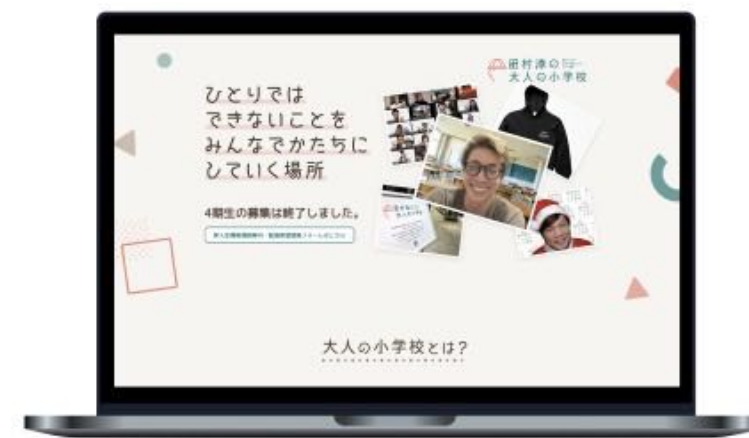 ひとりでは
できないことを
みんなでかたちに
していく場所
4期生の募集は終了しました。
田村淳の
大人の小学校
大人の小学校とは?